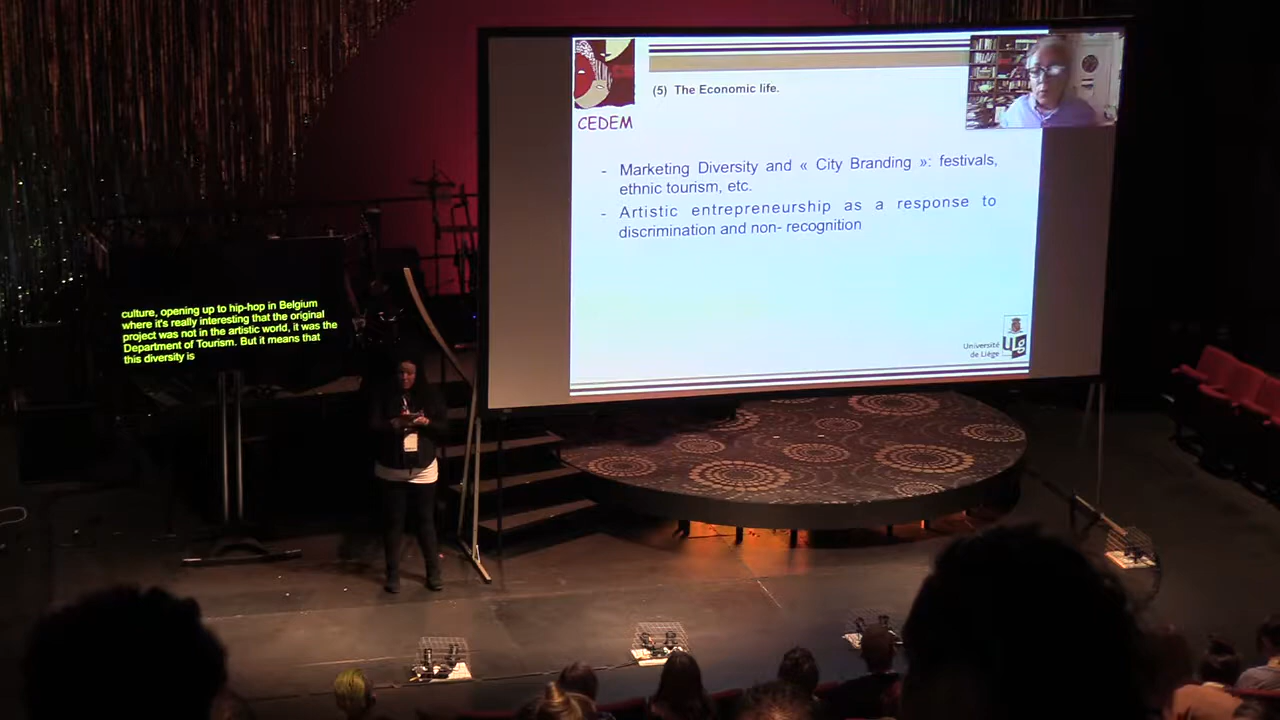 (5) The Economic life.
CEDEM
- Marketing Diversity and « City Branding »: festivals,
ethnic tourism, etc.
- Artistic entrepreneurship as a response to
discrimination and non- recognition
Université
de Liège
ULg
culture, opening up to hip-hop in Belgium
where it's really interesting that the original
project was not in the artistic world, it was the
Department of Tourism. But it means that
this diversity is